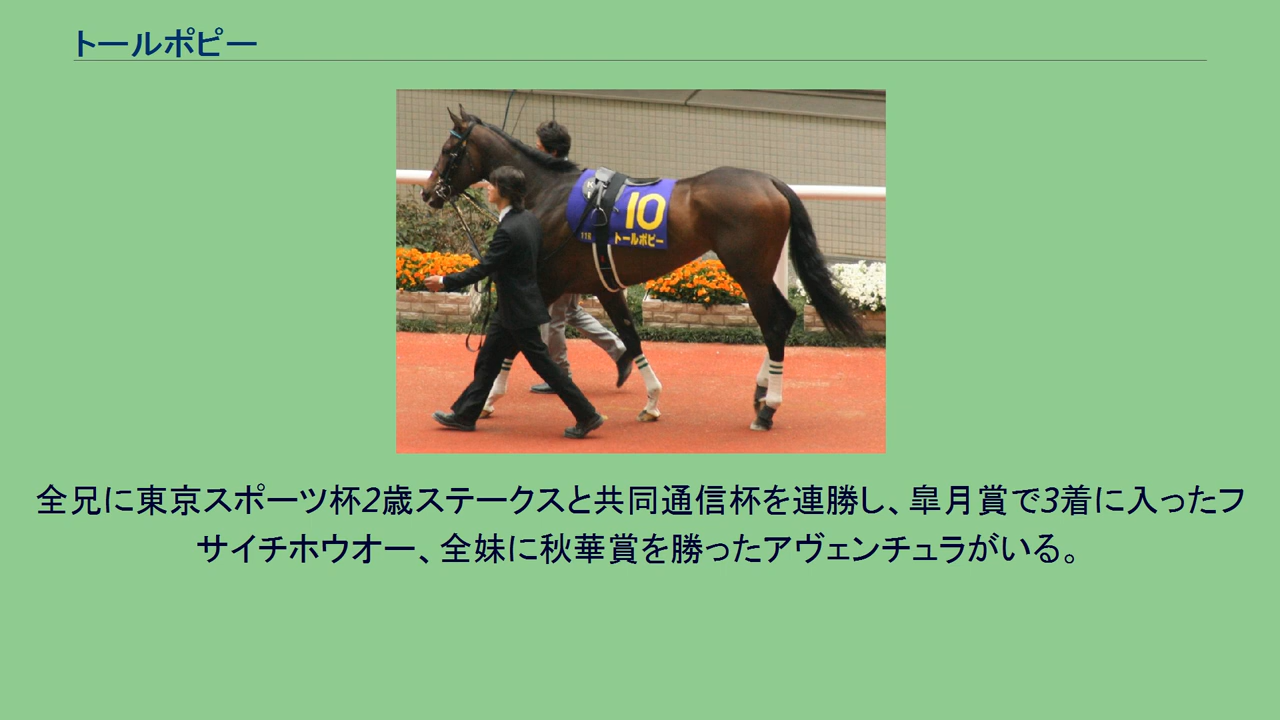 トールポピー
10
トールポピー
全兄に東京スポーツ杯2歳ステークスと共同通信杯を連勝し、皐月賞で3着に入ったフ
サイチホウオー、全妹に秋華賞を勝ったアヴェンチュラがいる。